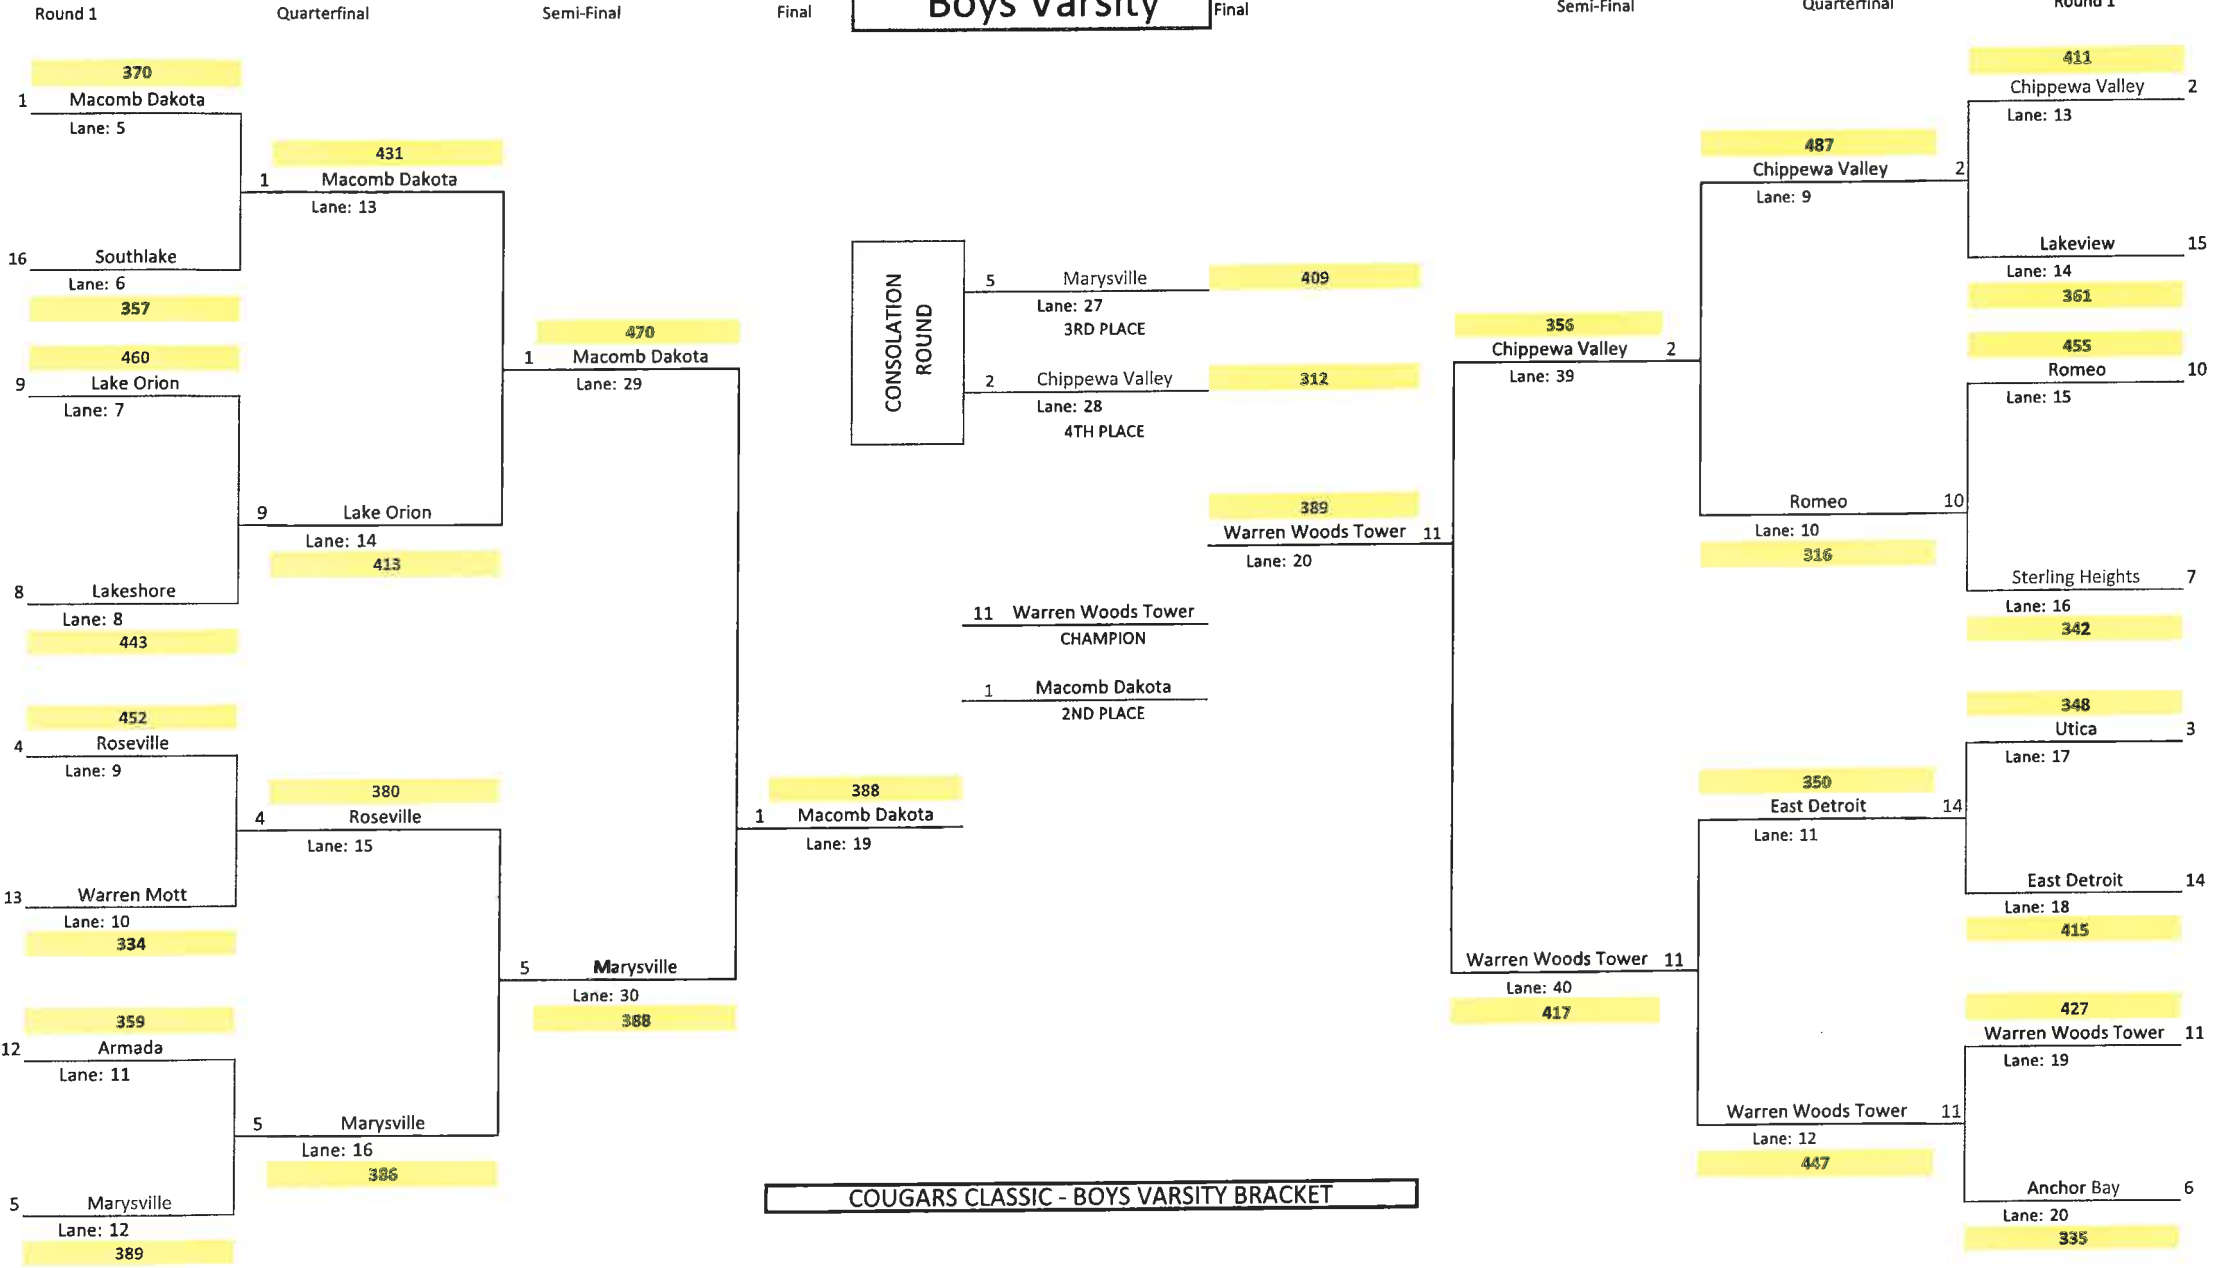 Boys Varsity
Round 1
Quarterfinal
Semi-Final
Final
Final
Semi-Final
Quarterfinal
Round 1
370
1 Macomb Dakota
Lane: 5
16 Southlake
Lane: 6
357
460
9 Lake Orion
Lane: 7
8 Lakeshore
Lane: 8
443
452
4 Roseville
Lane: 9
13 Warren Mott
Lane: 10
334
359
12 Armada
Lane: 11
5 Marysville
Lane: 12
389
431
1 Macomb Dakota
Lane: 13
9 Lake Orion
Lane: 14
413
380
4 Roseville
Lane: 15
5 Marysville
Lane: 16
386
470
1 Macomb Dakota
Lane: 29
5 Marysville
Lane: 30
388
388
1 Macomb Dakota
Lane: 19
CONSOLATION
ROUND
5 Marysville 409
Lane: 27
3RD PLACE
2 Chippewa Valley 312
Lane: 28
4TH PLACE
11 Warren Woods Tower
CHAMPION
1 Macomb Dakota
2ND PLACE
389
Warren Woods Tower 11
Lane: 20
356
Chippewa Valley 2
Lane: 39
Warren Woods Tower 11
Lane: 40
417
487
Chippewa Valley 2
Lane: 9
Romeo 10
Lane: 10
316
350
East Detroit 14
Lane: 11
Warren Woods Tower 11
Lane: 12
447
411
Chippewa Valley 2
Lane: 13
Lakeview 15
Lane: 14
361
455
Romeo 10
Lane: 15
Sterling Heights 7
Lane: 16
342
348
Utica 3
Lane: 17
East Detroit 14
Lane: 18
415
427
Warren Woods Tower 11
Lane: 19
Anchor Bay 6
Lane: 20
335
COUGARS CLASSIC - BOYS VARSITY BRACKET